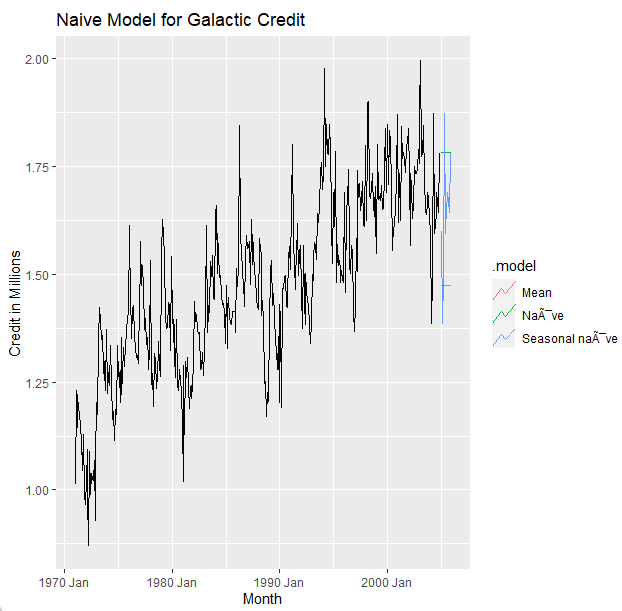 Naive Model for Galactic Credit
Credit in Millions
2.00
1.75
1.50
1.25
1.00
1970 Jan 1980 Jan 1990 Jan 2000 Jan
Month
.model
Mean
NaÃ¯ve
Seasonal naÃ¯ve